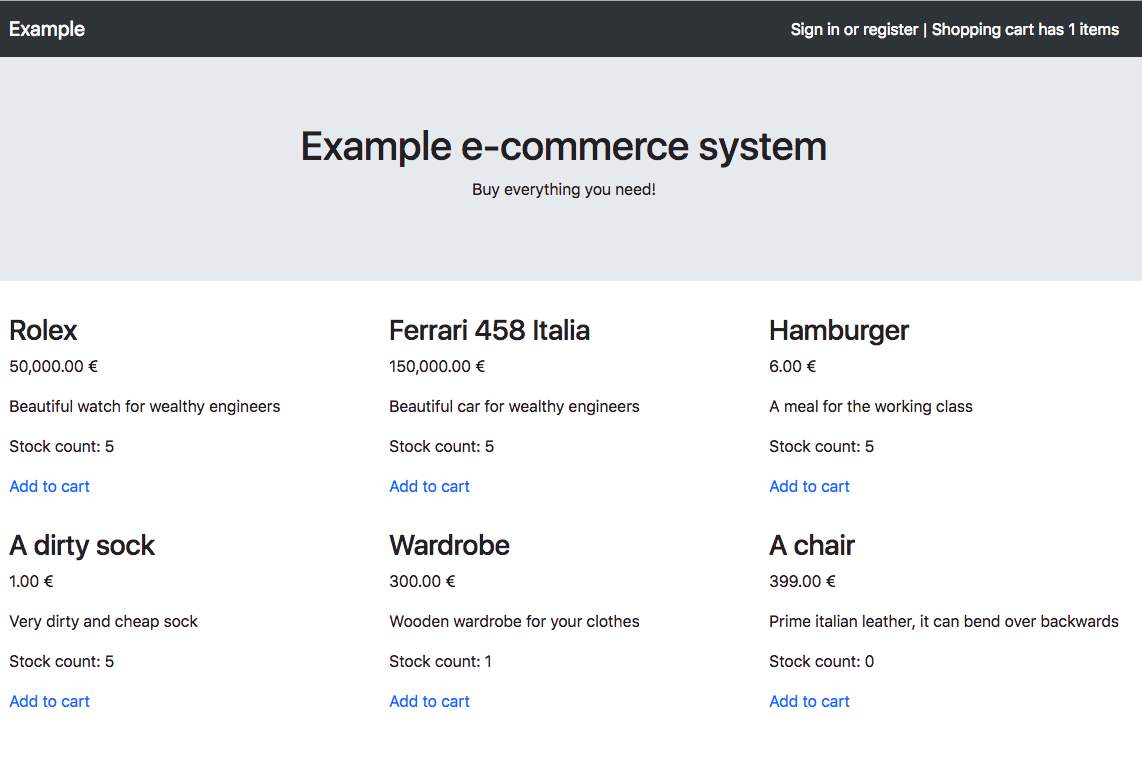 Example
Sign in or register | Shopping cart has 1 items
Example e-commerce system
Buy everything you need!
Rolex
50,000.00 €
Beautiful watch for wealthy engineers
Stock count: 5
Add to cart
Ferrari 458 Italia
150,000.00 €
Beautiful car for wealthy engineers
Stock count: 5
Add to cart
Hamburger
6.00 €
A meal for the working class
Stock count: 5
Add to cart
A dirty sock
1.00 €
Very dirty and cheap sock
Stock count: 5
Add to cart
Wardrobe
300.00 €
Wooden wardrobe for your clothes
Stock count: 1
Add to cart
A chair
399.00 €
Prime italian leather, it can bend over backwards
Stock count: 0
Add to cart